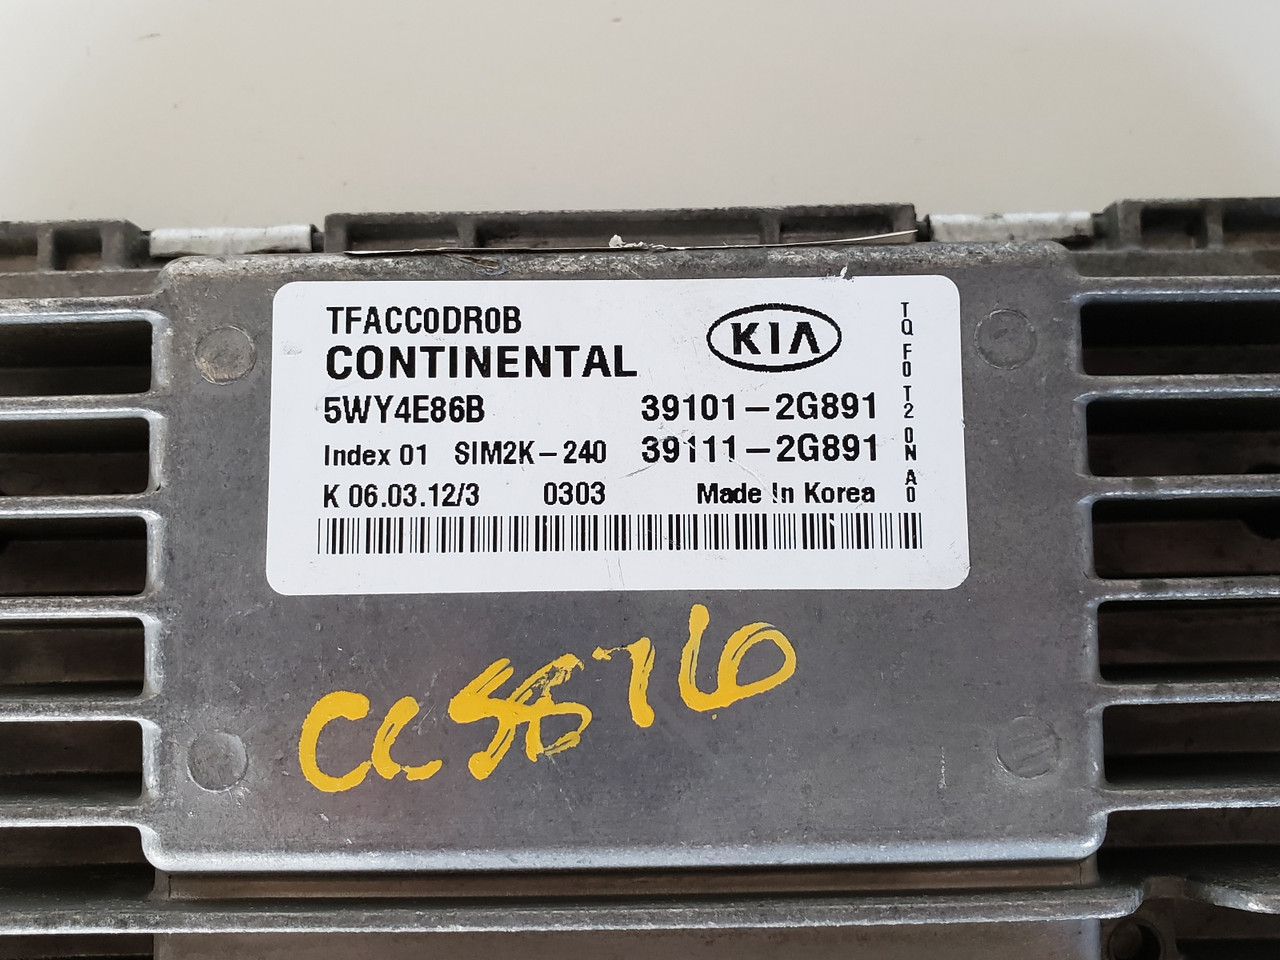 TFACC0DR0B
CONTINENTAL
KIA
5WY4E86B 39101-2G891
Index 01 SIM2K-240 39111-2G891
K 06.03.12/3 0303 Made In Korea
TQ F0 T2 0N A0
CC5876